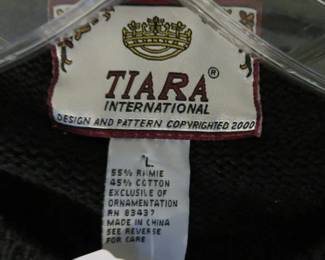 TIARA®
INTERNATIONAL
DESIGN AND PATTERN COPYRIGHTED 2000
L
55% RAMIE
45% COTTON
EXCLUSIVE OF
ORNAMENTATION
RN 83437
MADE IN CHINA
SEE REVERSE
FOR CARE